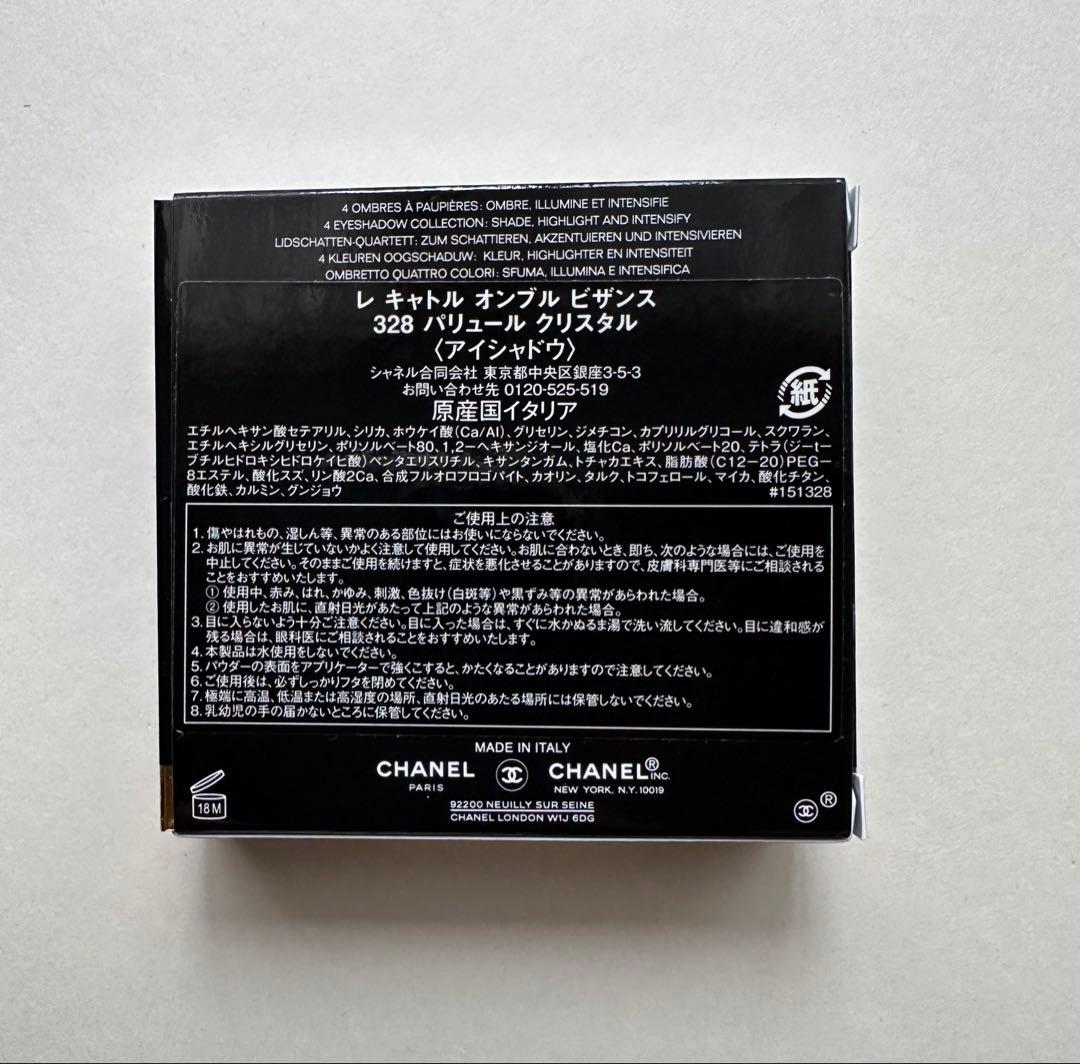 4 OMBRES À PAUPIÈRES: OMBRE, ILLUMINE ET INTENSIFIE
4 EYESHADOW COLLECTION: SHADE, HIGHLIGHT AND INTENSIFY
LIDSCHATTEN-QUARTETT: ZUM SCHATTIEREN, AKZENTUIEREN UND INTENSIVIEREN
4 KLEUREN OOGSCHADUW: KLEUR, HIGHLIGHTER EN INTENSITEIT
OMBRETTO QUATTRO COLORI: SFUMA, ILLUMINA E INTENSIFICA
レ キャトル オンブル ビザンス
328 パリュール クリスタル
〈アイシャドウ〉
シャネル合同会社 東京都中央区銀座3-5-3
お問い合わせ先 0120-525-519
原産国イタリア
紙
エチルヘキサン酸セテアリル、シリカ、ホウケイ酸(Ca/Al)、グリセリン、ジメチコン、カプリリルグリコール、スクワラン、
エチルヘキシルグリセリン、ポリソルベート80、1,2-ヘキサンジオール、塩化Ca、ポリソルベート20、テトラ(ジ-t-
ブチルヒドロキシヒドロケイヒ酸)ペンタエリスリチル、キサンタンガム、トチャカエキス、脂肪酸(C12-20)PEG-
8エステル、酸化スズ、リン酸2Ca、合成フルオロフロゴパイト、カオリン、タルク、トコフェロール、マイカ、酸化チタン、
酸化鉄、カルミン、グンジョウ #151328
ご使用上の注意
1. 傷やはれもの、湿しん等、異常のある部位にはお使いにならないでください。
2. お肌に異常が生じていないかよく注意して使用してください。お肌に合わないとき、即ち、次のような場合には、ご使用を
中止してください。そのままご使用を続けますと、症状を悪化させることがありますので、皮膚科専門医等にご相談される
ことをおすすめいたします。
① 使用中、赤み、はれ、かゆみ、刺激、色抜け(白斑等)や黒ずみ等の異常があらわれた場合。
② 使用したお肌に、直射日光があたって上記のような異常があらわれた場合。
3. 目に入らないよう十分ご注意ください。目に入った場合は、すぐに水かぬるま湯で洗い流してください。目に違和感が
残る場合は、眼科医にご相談されることをおすすめいたします。
4. 本製品は水使用をしないでください。
5. パウダーの表面をアプリケーターで強くこすると、かたくなることがありますので注意してください。
6. ご使用後は、必ずしっかりフタを閉めてください。
7. 極端に高温、低温または高湿度の場所、直射日光のあたる場所には保管しないでください。
8. 乳幼児の手の届かないところに保管してください。
MADE IN ITALY
CHANEL CHANEL® INC.
PARIS NEW YORK, N.Y. 10019
92200 NEUILLY SUR SEINE
CHANEL LONDON W1J 6DG
18 M
®